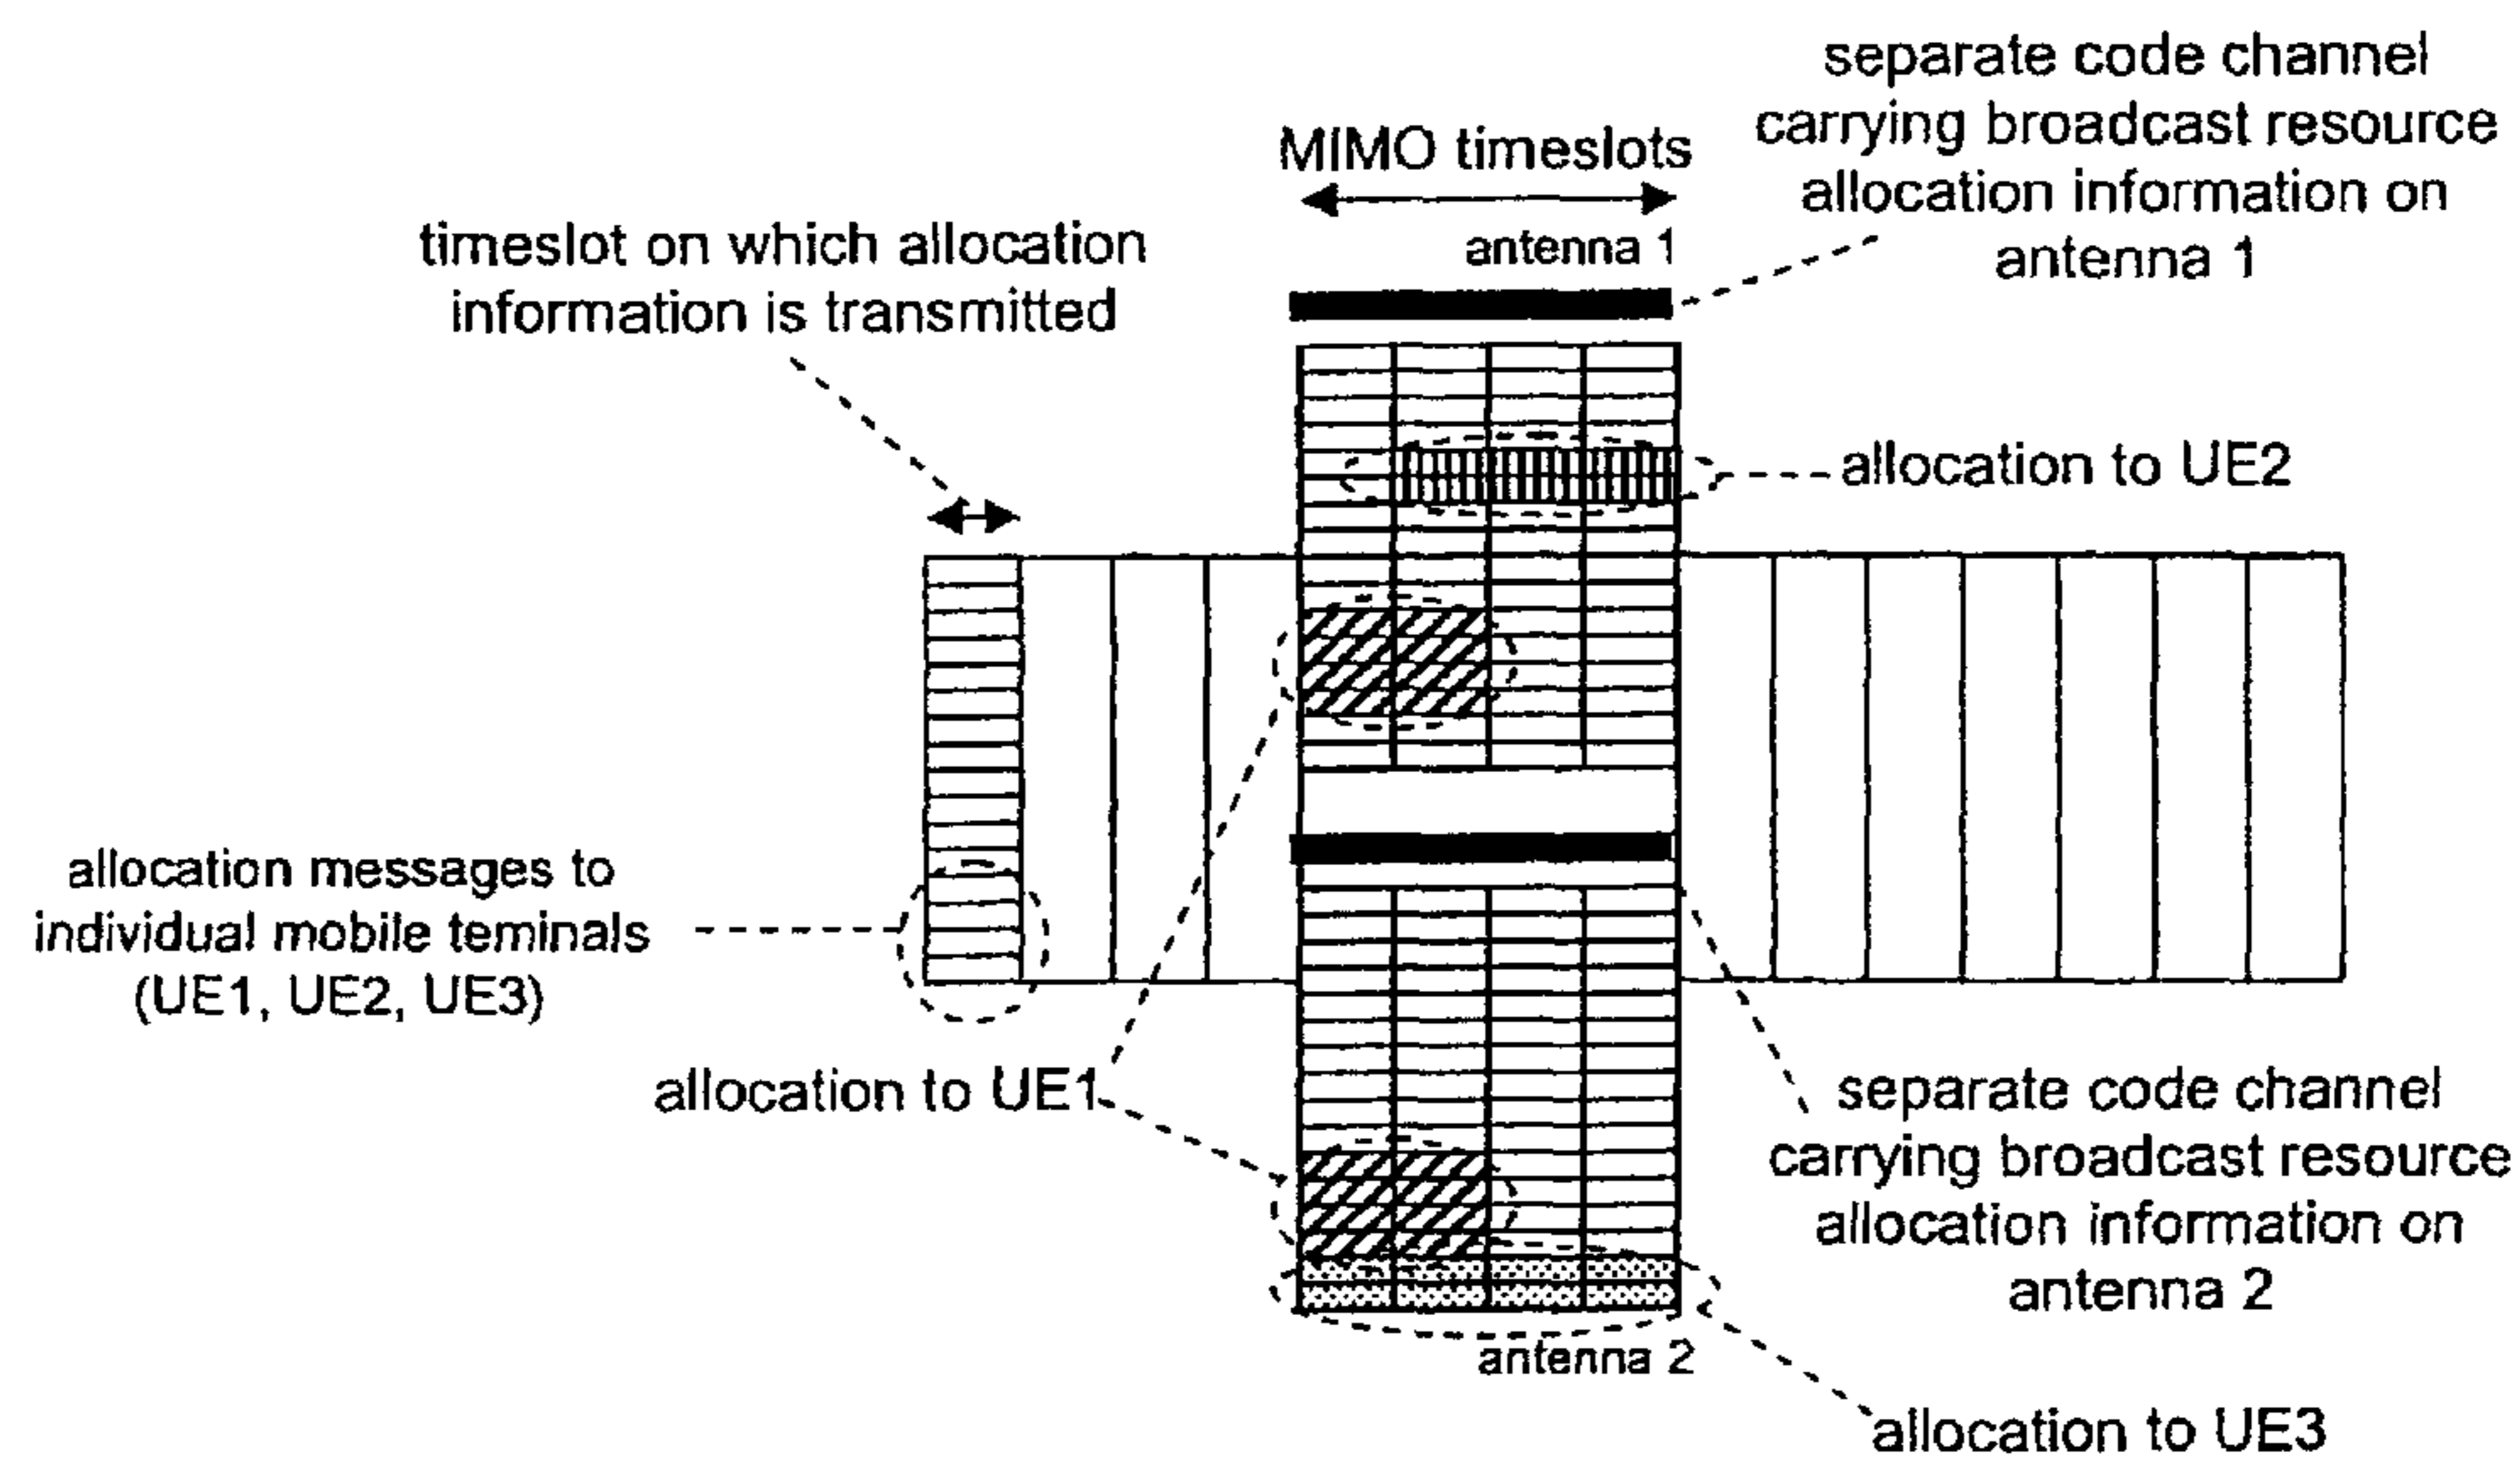 separate code channel
carrying broadcast resource
allocation information on
antenna 1
MIMO timeslots
antenna 1
timeslot on which allocation
information is transmitted
allocation to UE2
allocation messages to
individual mobile teminals
(UE1, UE2, UE3)
allocation to UE1
separate code channel
carrying broadcast resource
allocation information on
antenna 2
antenna 2
allocation to UE3